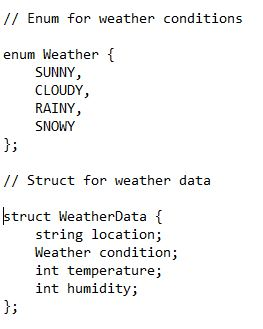 // Enum for weather conditions
enum Weather {
    SUNNY,
    CLOUDY,
    RAINY,
    SNOWY
};
// Struct for weather data
struct WeatherData {
    string location;
    Weather condition;
    int temperature;
    int humidity;
};